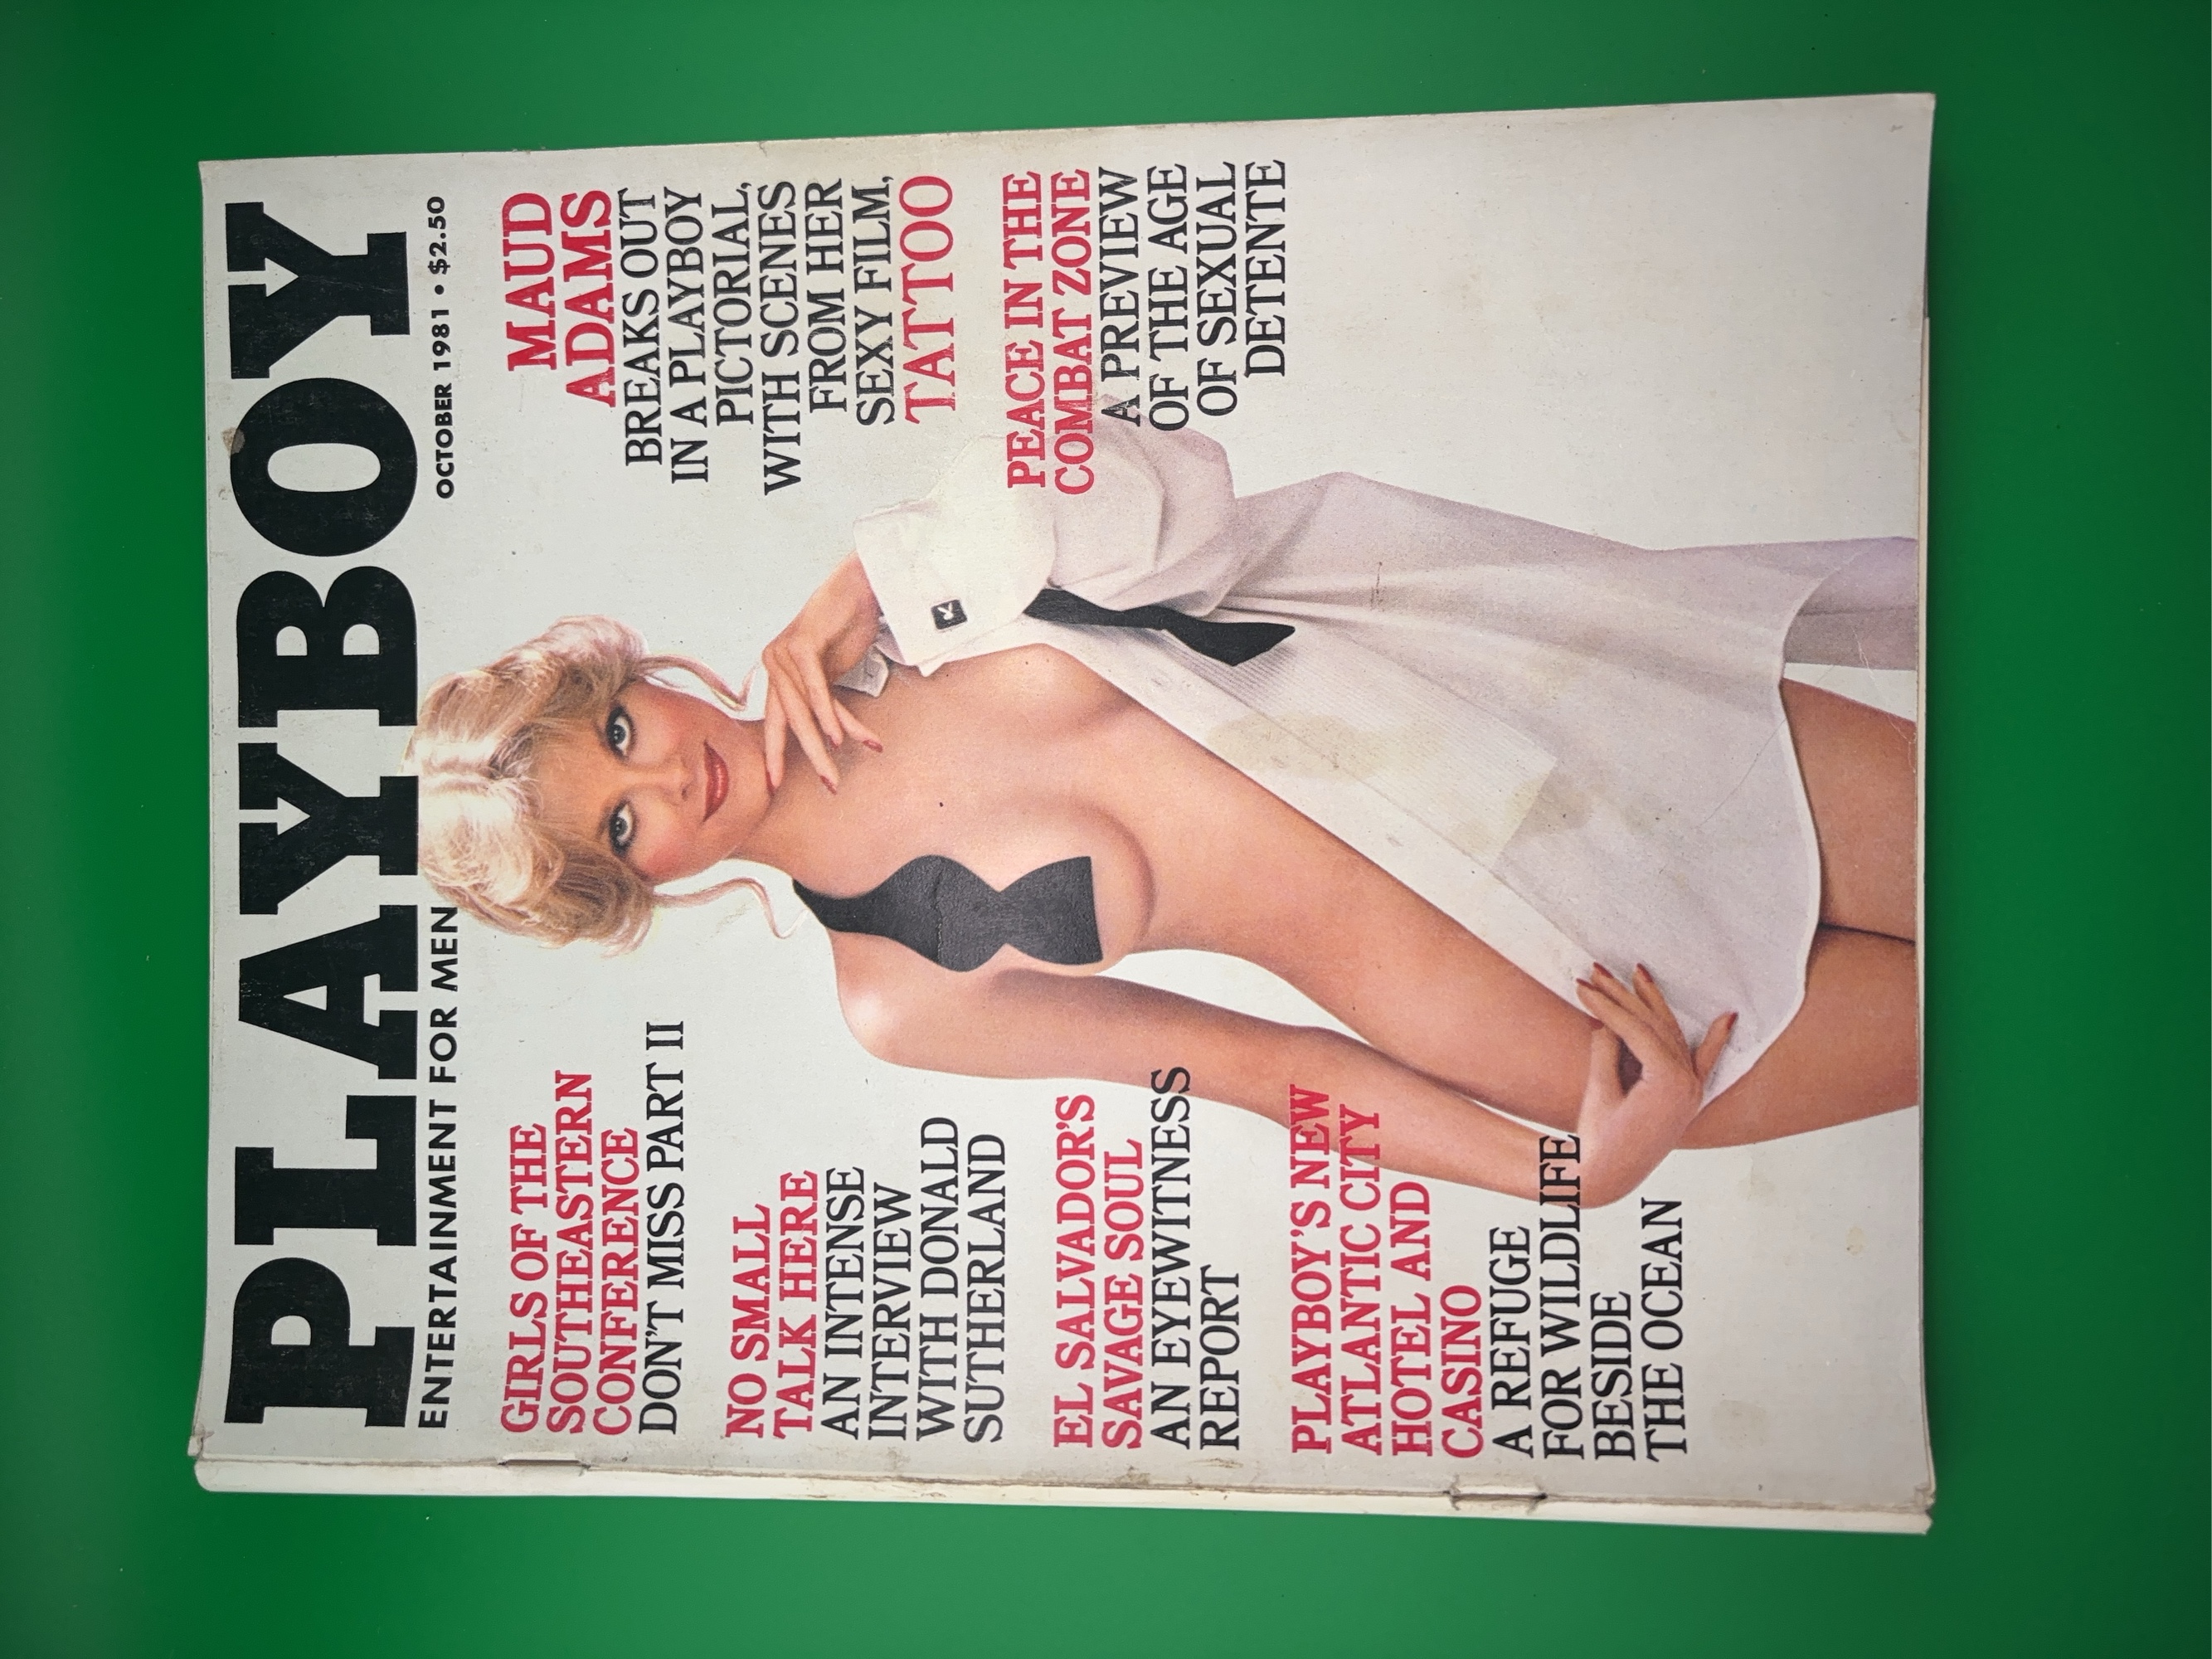 PLAYBOY
ENTERTAINMENT FOR MEN
OCTOBER 1981 • $2.50
GIRLS OF THE
SOUTHEASTERN
CONFERENCE
DON'T MISS PART II
NO SMALL
TALK HERE
AN INTENSE
INTERVIEW
WITH DONALD
SUTHERLAND
EL SALVADOR'S
SAVAGE SOUL
AN EYEWITNESS
REPORT
PLAYBOY'S NEW
ATLANTIC CITY
HOTEL AND
CASINO
A REFUGE
FOR WILDLIFE
BESIDE
THE OCEAN
MAUD
ADAMS
BREAKS OUT
IN A PLAYBOY
PICTORIAL,
WITH SCENES
FROM HER
SEXY FILM,
TATTOO
PEACE IN THE
COMBAT ZONE
A PREVIEW
OF THE AGE
OF SEXUAL
DETENTE